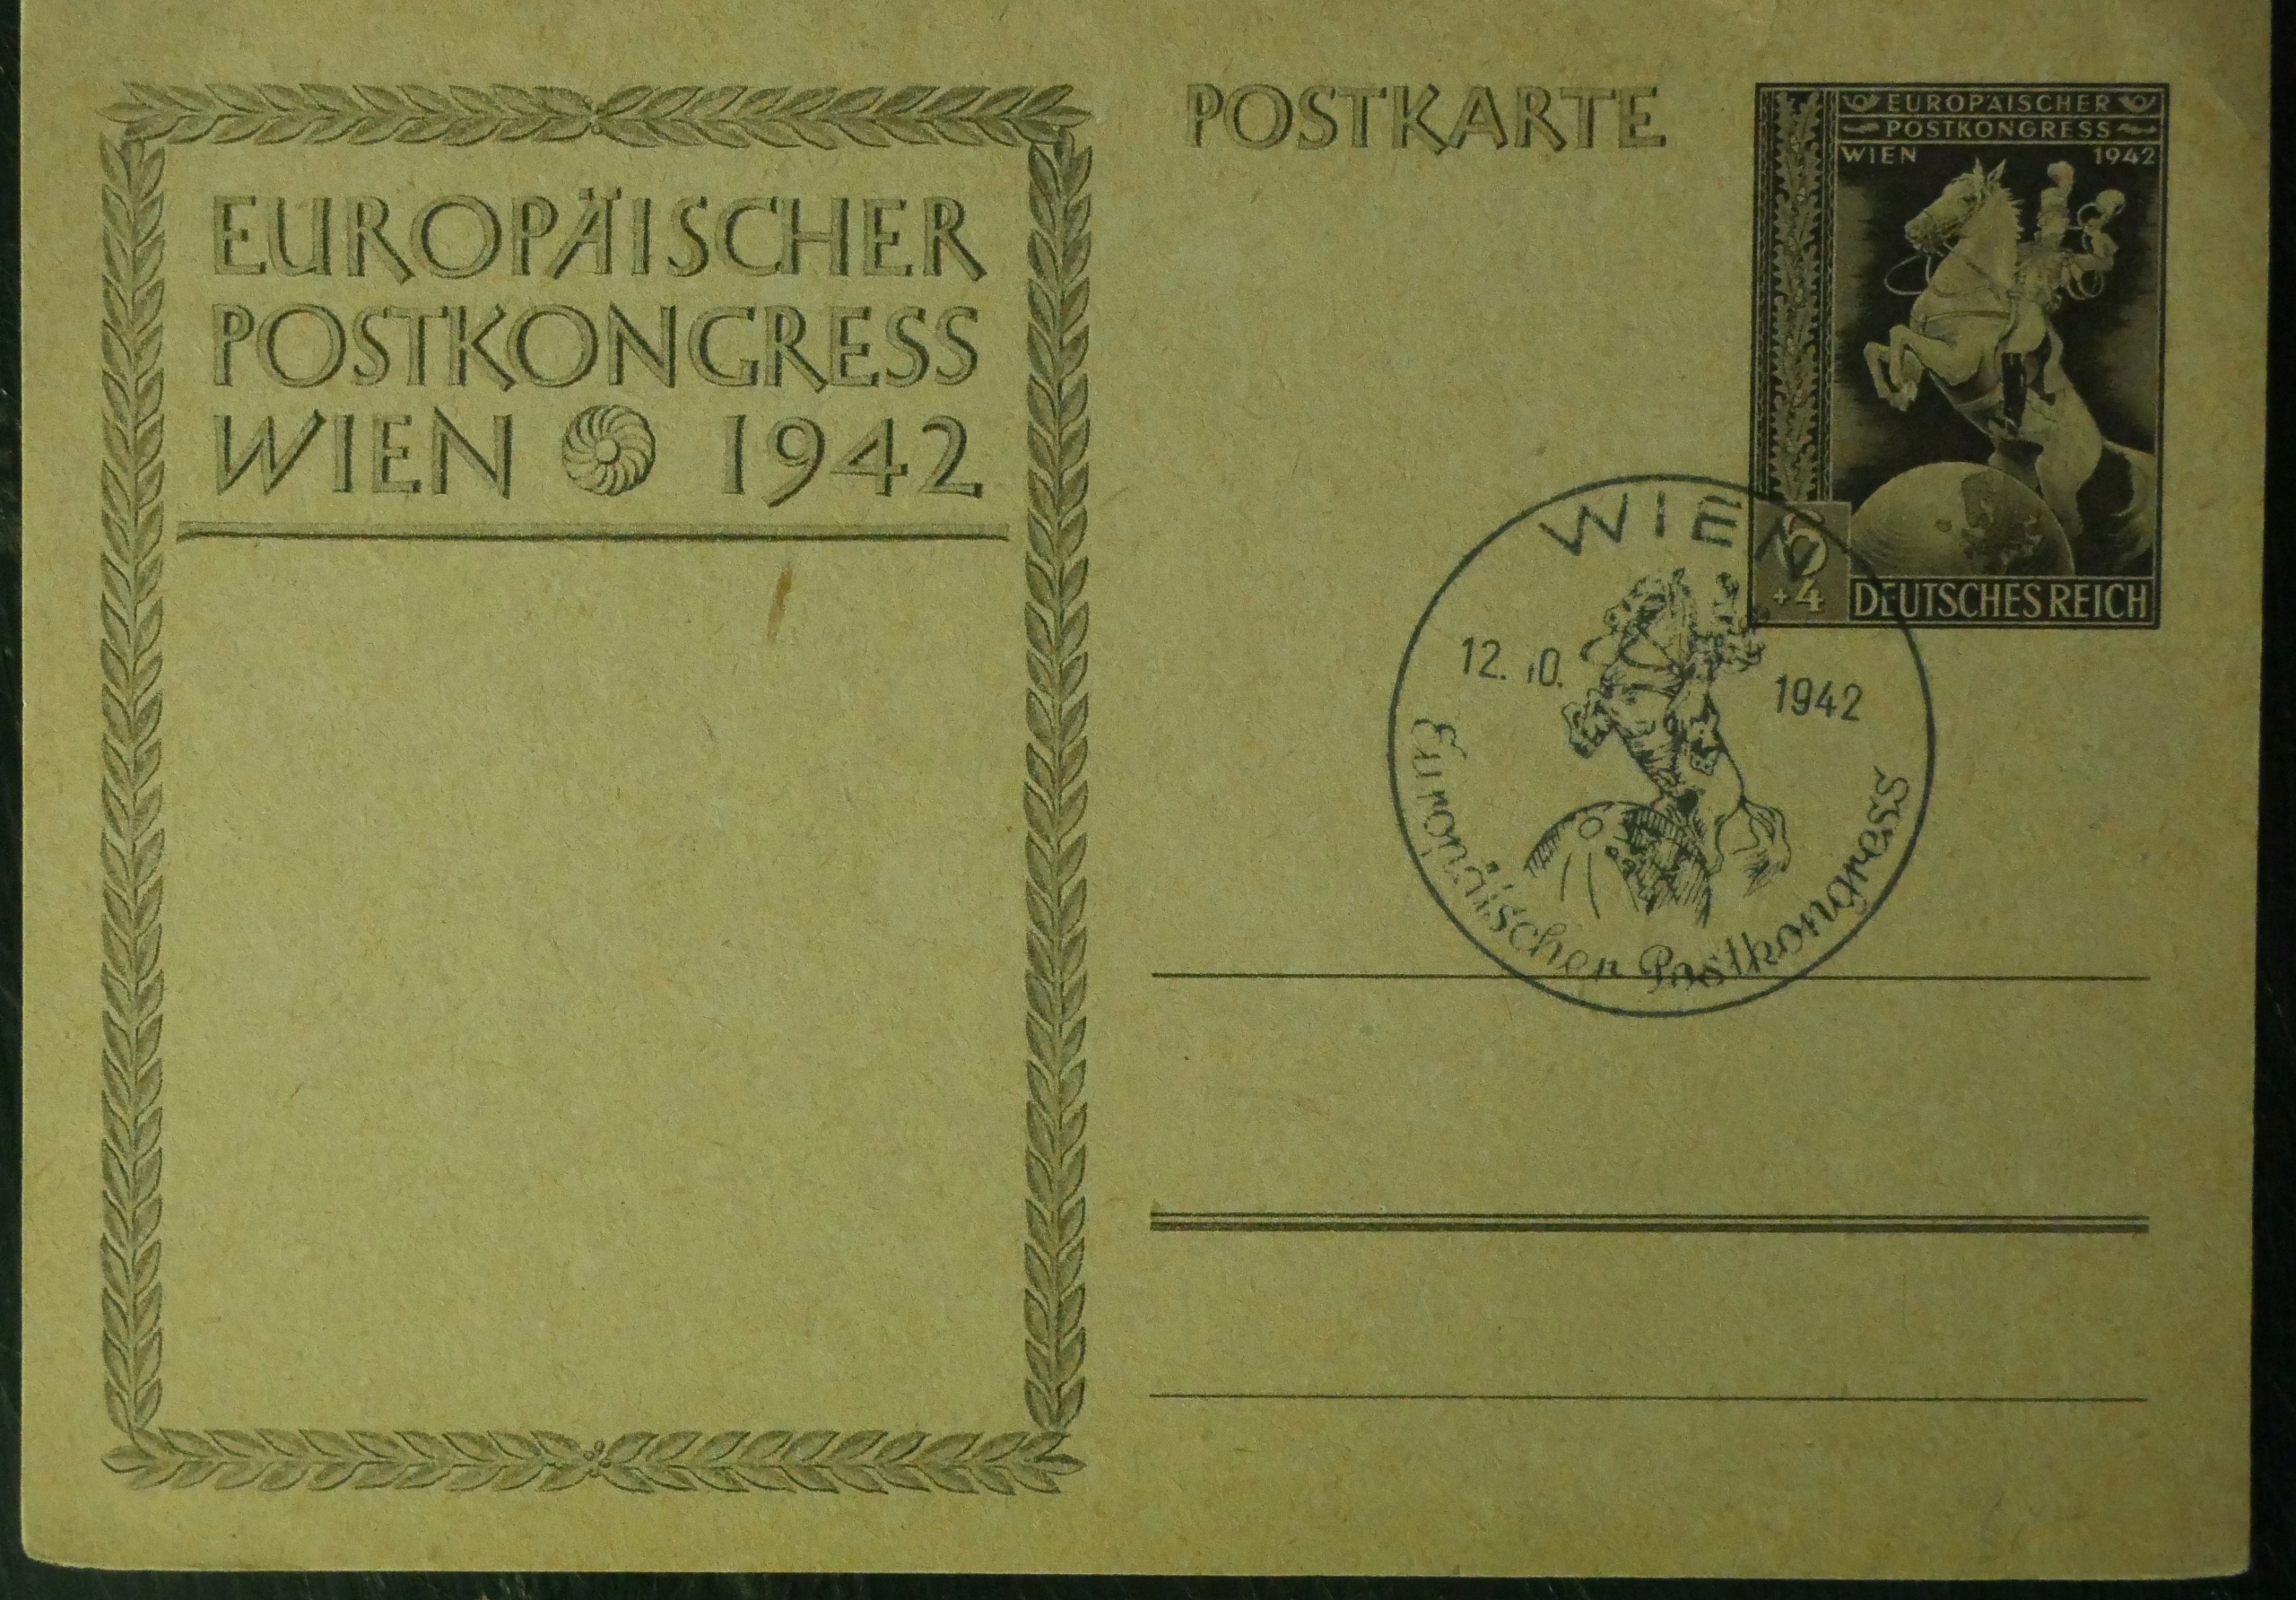 EUROPÄISCHER
POSTKONGRESS
WIEN 1942
POSTKARTE
EUROPÄISCHER
POSTKONGRESS
WIEN 1942
6
+4
DEUTSCHES REICH
WIEN
12. 10. 1942
Europäischer Postkongress